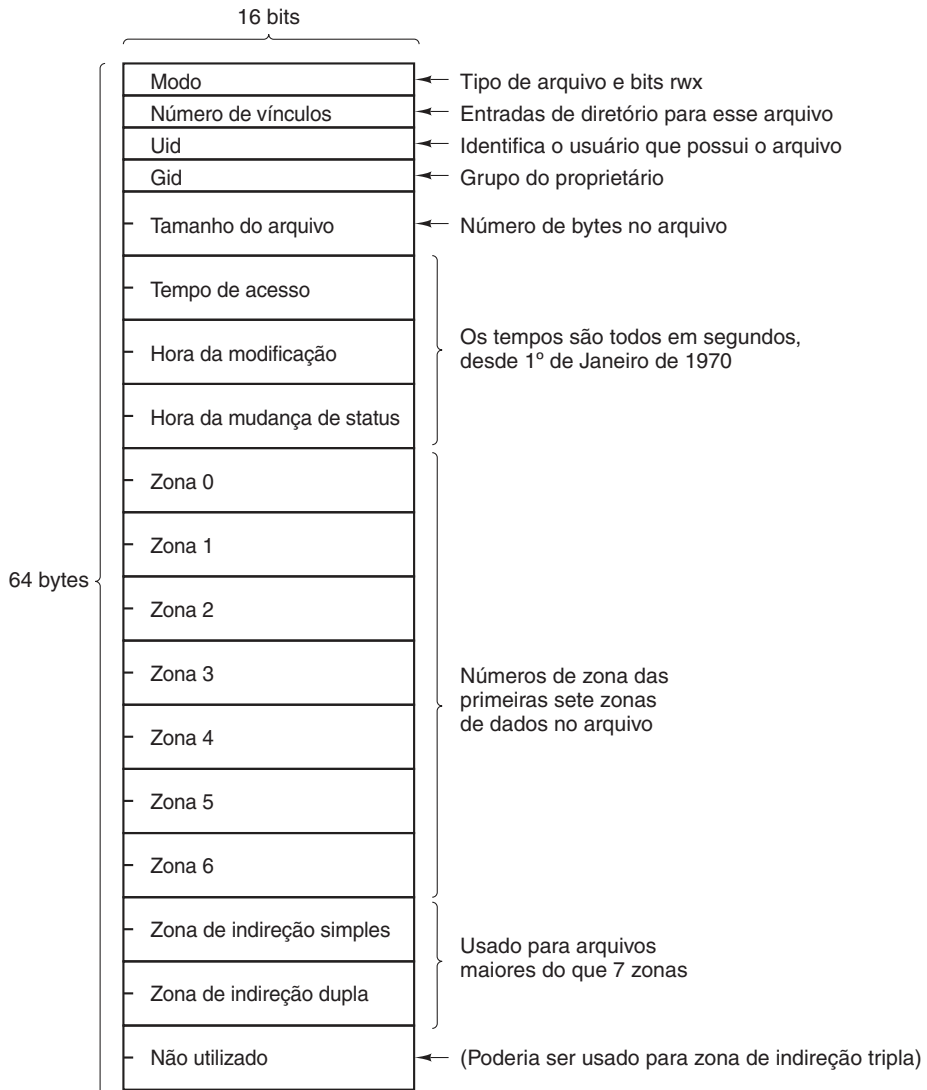 16 bits
Modo
Tipo de arquivo e bits rwx
Número de vínculos
Entradas de diretório para esse arquivo
Uid
Identifica o usuário que possui o arquivo
Gid
Grupo do proprietário
Tamanho do arquivo
Número de bytes no arquivo
Tempo de acesso
Hora da modificação
Hora da mudança de status
Os tempos são todos em segundos,
desde 1º de Janeiro de 1970
64 bytes
Zona 0
Zona 1
Zona 2
Zona 3
Zona 4
Zona 5
Zona 6
Números de zona das
primeiras sete zonas
de dados no arquivo
Zona de indireção simples
Zona de indireção dupla
Usado para arquivos
maiores do que 7 zonas
Não utilizado
(Poderia ser usado para zona de indireção tripla)